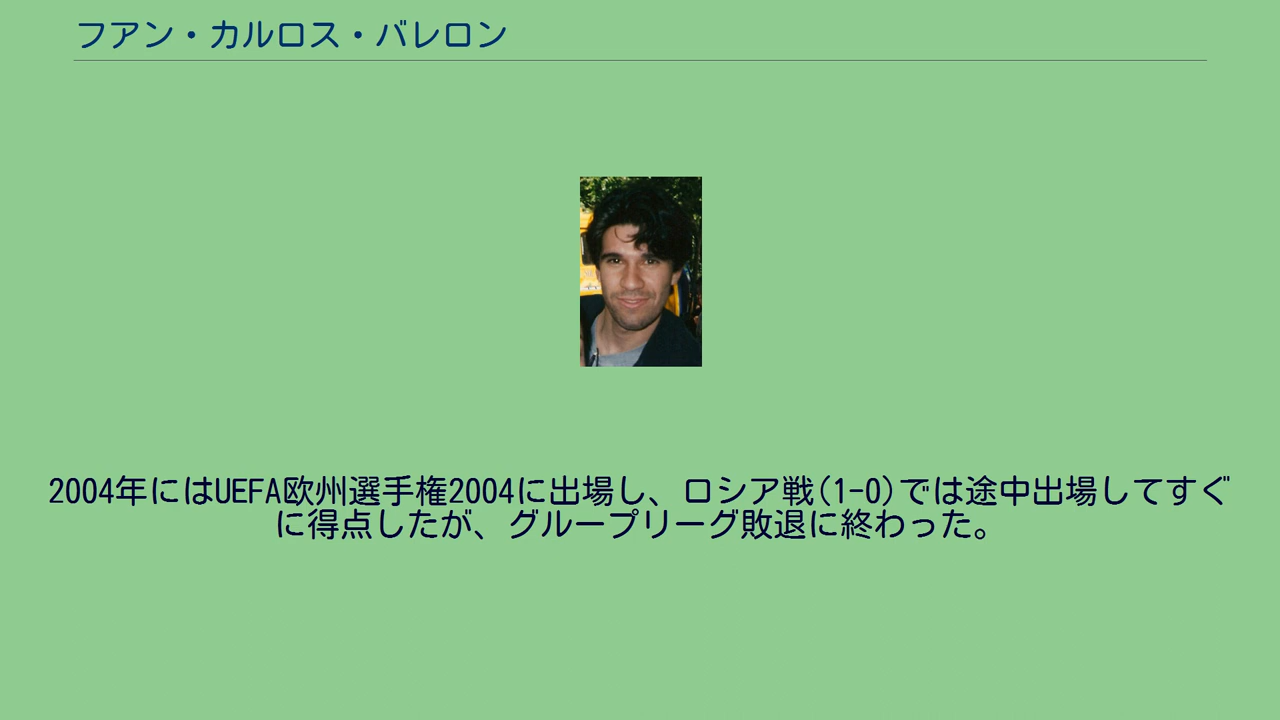 フアン・カルロス・バレロン
2004年にはUEFA欧州選手権2004に出場し、ロシア戦(1-0)では途中出場してすぐ
に得点したが、グループリーグ敗退に終わった。